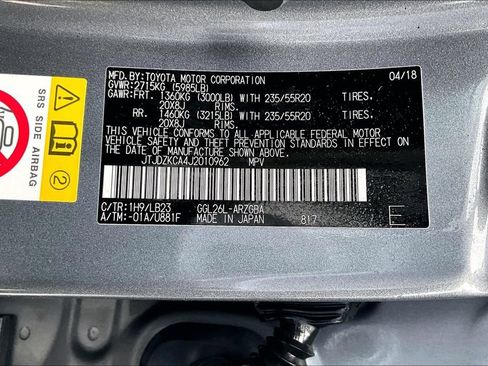 MFD.BY:TOYOTA MOTOR CORPORATION 04/18
GVWR:2715KG (5985LB)
GAWR:FRT. 1360KG (3000LB) WITH 235/55R20 TIRES.
20X8J RIMS.
RR. 1460KG (3215LB) WITH 235/55R20 TIRES.
20X8J RIMS.
THIS VEHICLE CONFORMS TO ALL APPLICABLE FEDERAL MOTOR
VEHICLE SAFETY, BUMPER, AND THEFT PREVENTION STANDARDS IN
EFFECT ON THE DATE OF MANUFACTURE SHOWN ABOVE.
JTJDZKCA4J2010962 MPV
C/TR:1H9/LB23 GGL26L-ARZGBA
A/TM:-01A/U881F MADE IN JAPAN 817
E
SRS SIDE AIRBAG
2